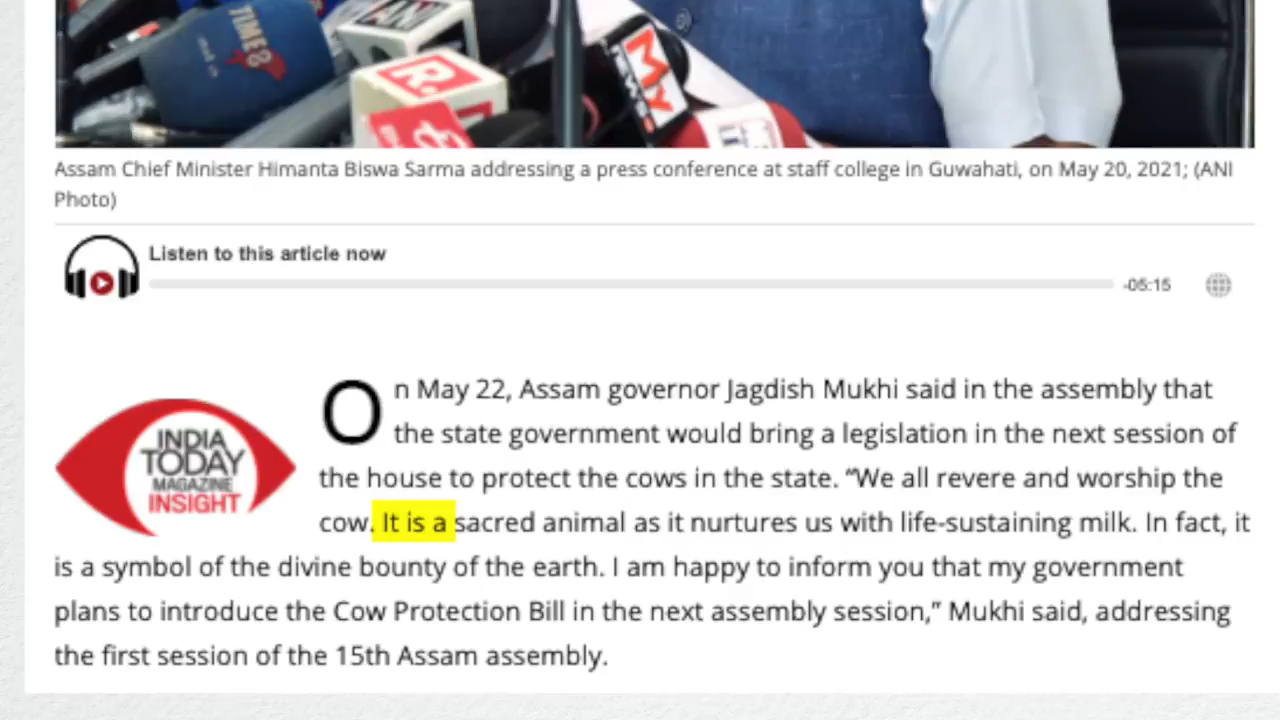 TIMES
ANI
R.
MY
NEWS
Assam Chief Minister Himanta Biswa Sarma addressing a press conference at staff college in Guwahati, on May 20, 2021; (ANI
Photo)
Listen to this article now
-05:15
On May 22, Assam governor Jagdish Mukhi said in the assembly that
the state government would bring a legislation in the next session of
the house to protect the cows in the state. “We all revere and worship the
cow. It is a sacred animal as it nurtures us with life-sustaining milk. In fact, it
is a symbol of the divine bounty of the earth. I am happy to inform you that my government
plans to introduce the Cow Protection Bill in the next assembly session,” Mukhi said, addressing
the first session of the 15th Assam assembly.
INDIA
TODAY
MAGAZINE
INSIGHT